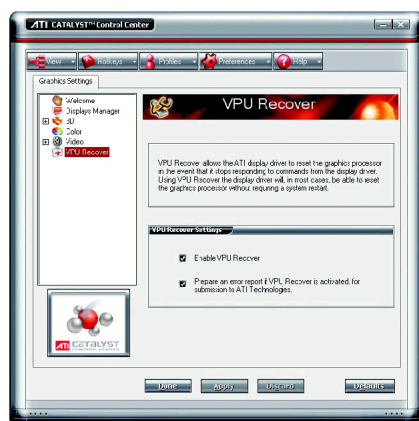 ATI CATALYST™ Control Center
View
Hotkeys
Profiles
Preferences
Help
Graphics Settings
Welcome
Displays Manager
3D
Color
Video
VPU Recover
VPU Recover
VPU Recover allows the ATI display driver to reset the graphics processor
in the event that it stops responding to commands from the display driver.
Using VPU Recover the display driver will, in most cases, be able to reset
the graphics processor without requiring a system restart.
VPU Recover Settings
Enable VPU Recover
Prepare an error report if VPU Recover is activated, for
submission to ATI Technologies.
ATI CATALYST
CONTROL CENTER
Done
Apply
Discard
Defaults